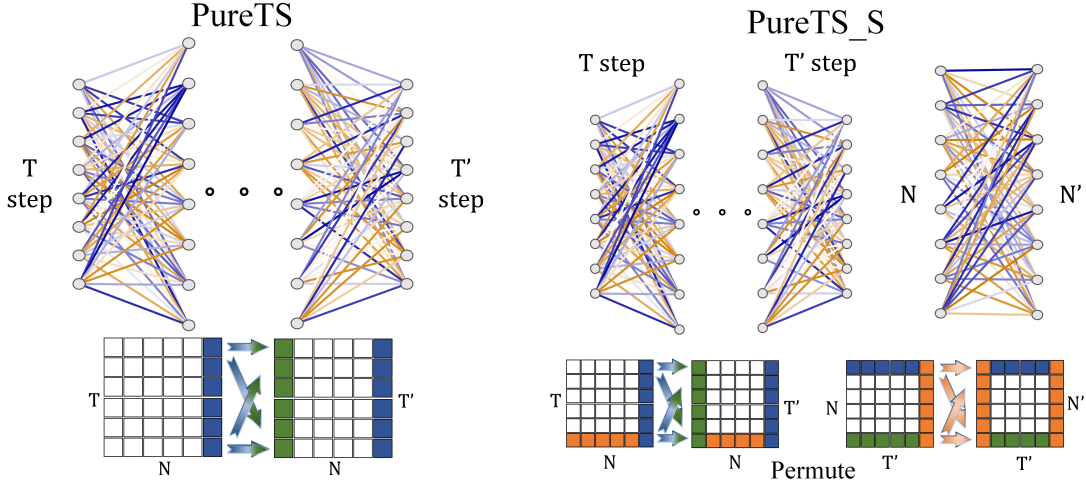 PureTS
T
step
T'
step
T
N
T'
N
PureTS_S
T step
T' step
N
N'
T
N
T'
N
Permute
N
T'
N'
T'